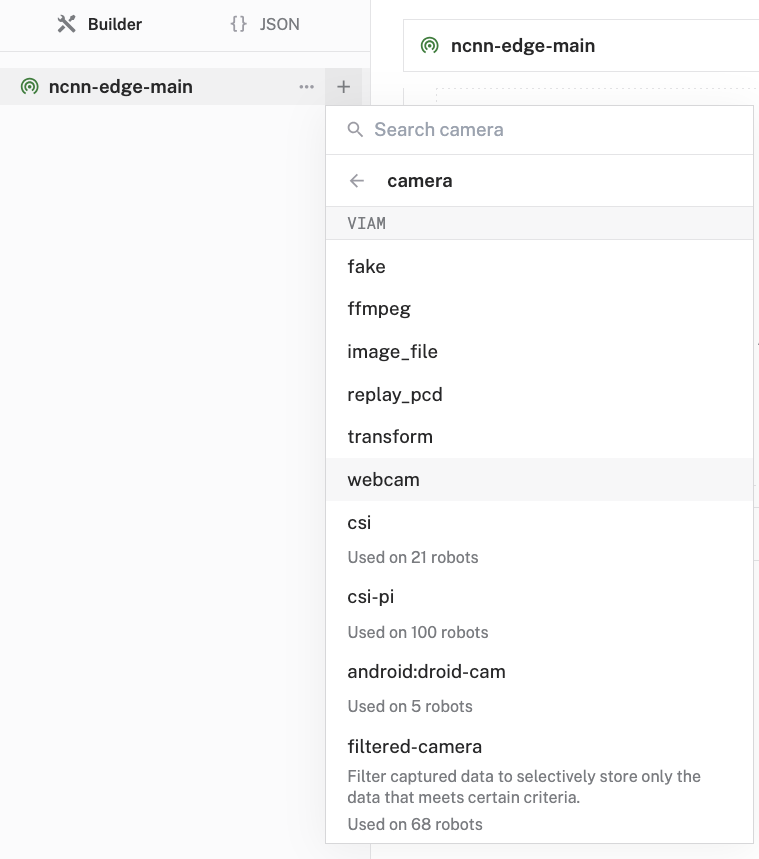 Builder
{} JSON
ncnn-edge-main
ncnn-edge-main
Search camera
camera
VIAM
fake
ffmpeg
image_file
replay_pcd
transform
webcam
csi
Used on 21 robots
csi-pi
Used on 100 robots
android:droid-cam
Used on 5 robots
filtered-camera
Filter captured data to selectively store only the
data that meets certain criteria.
Used on 68 robots